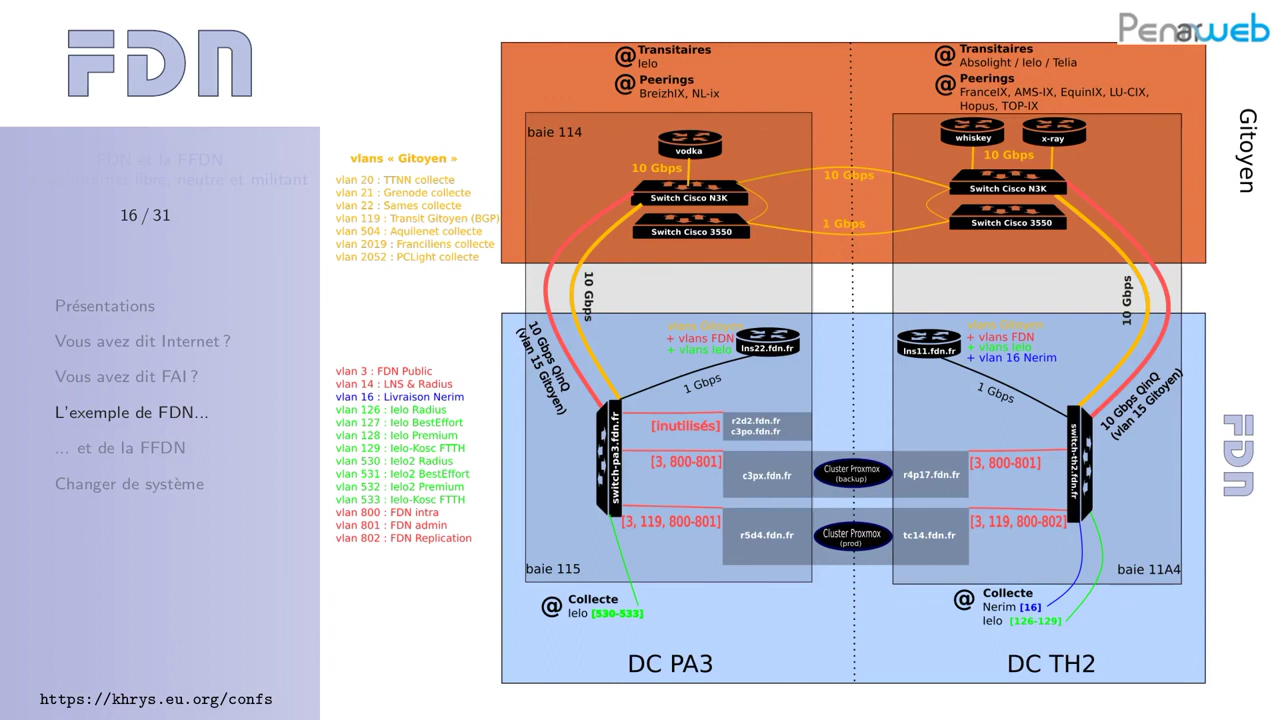 FDN
Penarweb
FDN et la FFDN
libre, neutre et militant
16 / 31
Présentations
Vous avez dit Internet ?
Vous avez dit FAI ?
L'exemple de FDN...
... et de la FFDN
Changer de système
https://khrys.eu.org/confs
vlans « Gitoyen »
vlan 20 : TTNN collecte
vlan 21 : Grenode collecte
vlan 22 : Sames collecte
vlan 119 : Transit Gitoyen (BGP)
vlan 504 : Aquilenet collecte
vlan 2019 : Franciliens collecte
vlan 2052 : PCLight collecte
vlan 3 : FDN Public
vlan 14 : LNS & Radius
vlan 16 : Livraison Nerim
vlan 126 : Ielo Radius
vlan 127 : Ielo BestEffort
vlan 128 : Ielo Premium
vlan 129 : Ielo-Kosc FTTH
vlan 530 : Ielo2 Radius
vlan 531 : Ielo2 BestEffort
vlan 532 : Ielo2 Premium
vlan 533 : Ielo-Kosc FTTH
vlan 800 : FDN intra
vlan 801 : FDN admin
vlan 802 : FDN Replication
@ Transitaires
Ielo
@ Peerings
BreizhIX, NL-ix
@ Transitaires
Absolight / Ielo / Telia
@ Peerings
FranceIX, AMS-IX, EquinIX, LU-CIX,
Hopus, TOP-IX
Gitoyen
baie 114
vodka
10 Gbps
Switch Cisco N3K
Switch Cisco 3550
10 Gbps
1 Gbps
whiskey
x-ray
10 Gbps
Switch Cisco N3K
Switch Cisco 3550
10 Gbps
10 Gbps QinQ
(vlan 15 Gitoyen)
10 Gbps
10 Gbps QinQ
(vlan 15 Gitoyen)
vlans Gitoyen
+ vlans FDN
+ vlans Ielo
lns22.fdn.fr
1 Gbps
lns11.fdn.fr
vlans Gitoyen
+ vlans FDN
+ vlans Ielo
+ vlan 16 Nerim
1 Gbps
switch-pa3.fdn.fr
switch-th2.fdn.fr
[inutilisés]
r2d2.fdn.fr
c3po.fdn.fr
[3, 800-801]
c3px.fdn.fr
Cluster Proxmox
(backup)
r4p17.fdn.fr
[3, 800-801]
[3, 119, 800-801]
r5d4.fdn.fr
Cluster Proxmox
(prod)
tc14.fdn.fr
[3, 119, 800-802]
baie 115
baie 11A4
@ Collecte
Ielo [530-533]
@ Collecte
Nerim [16]
Ielo [126-129]
DC PA3
DC TH2
FDN